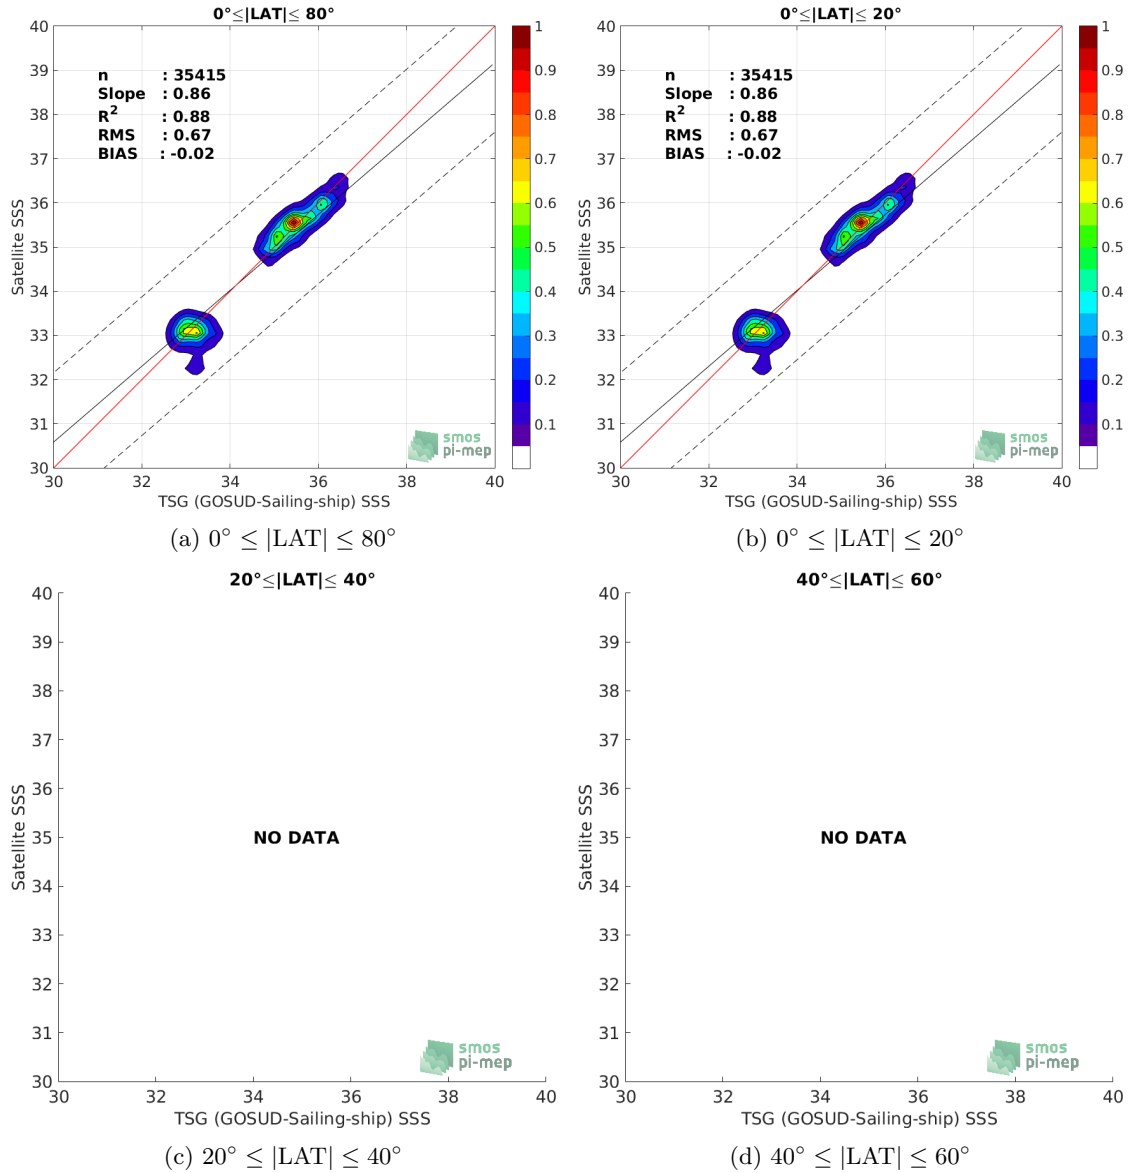 0°≤|LAT|≤ 80°
40
39
38
37
36
35
34
33
32
31
30
Satellite SSS
n : 35415
Slope : 0.86
R2 : 0.88
RMS : 0.67
BIAS : -0.02
smos
pi-mep
30 32 34 36 38 40
TSG (GOSUD-Sailing-ship) SSS
1
0.9
0.8
0.7
0.6
0.5
0.4
0.3
0.2
0.1
(a) 0° ≤ |LAT| ≤ 80°
0°≤|LAT|≤ 20°
40
39
38
37
36
35
34
33
32
31
30
Satellite SSS
n : 35415
Slope : 0.86
R2 : 0.88
RMS : 0.67
BIAS : -0.02
smos
pi-mep
30 32 34 36 38 40
TSG (GOSUD-Sailing-ship) SSS
1
0.9
0.8
0.7
0.6
0.5
0.4
0.3
0.2
0.1
(b) 0° ≤ |LAT| ≤ 20°
20°≤|LAT|≤ 40°
40
39
38
37
36
35
34
33
32
31
30
Satellite SSS
NO DATA
smos
pi-mep
30 32 34 36 38 40
TSG (GOSUD-Sailing-ship) SSS
(c) 20° ≤ |LAT| ≤ 40°
40°≤|LAT|≤ 60°
40
39
38
37
36
35
34
33
32
31
30
Satellite SSS
NO DATA
smos
pi-mep
30 32 34 36 38 40
TSG (GOSUD-Sailing-ship) SSS
(d) 40° ≤ |LAT| ≤ 60°